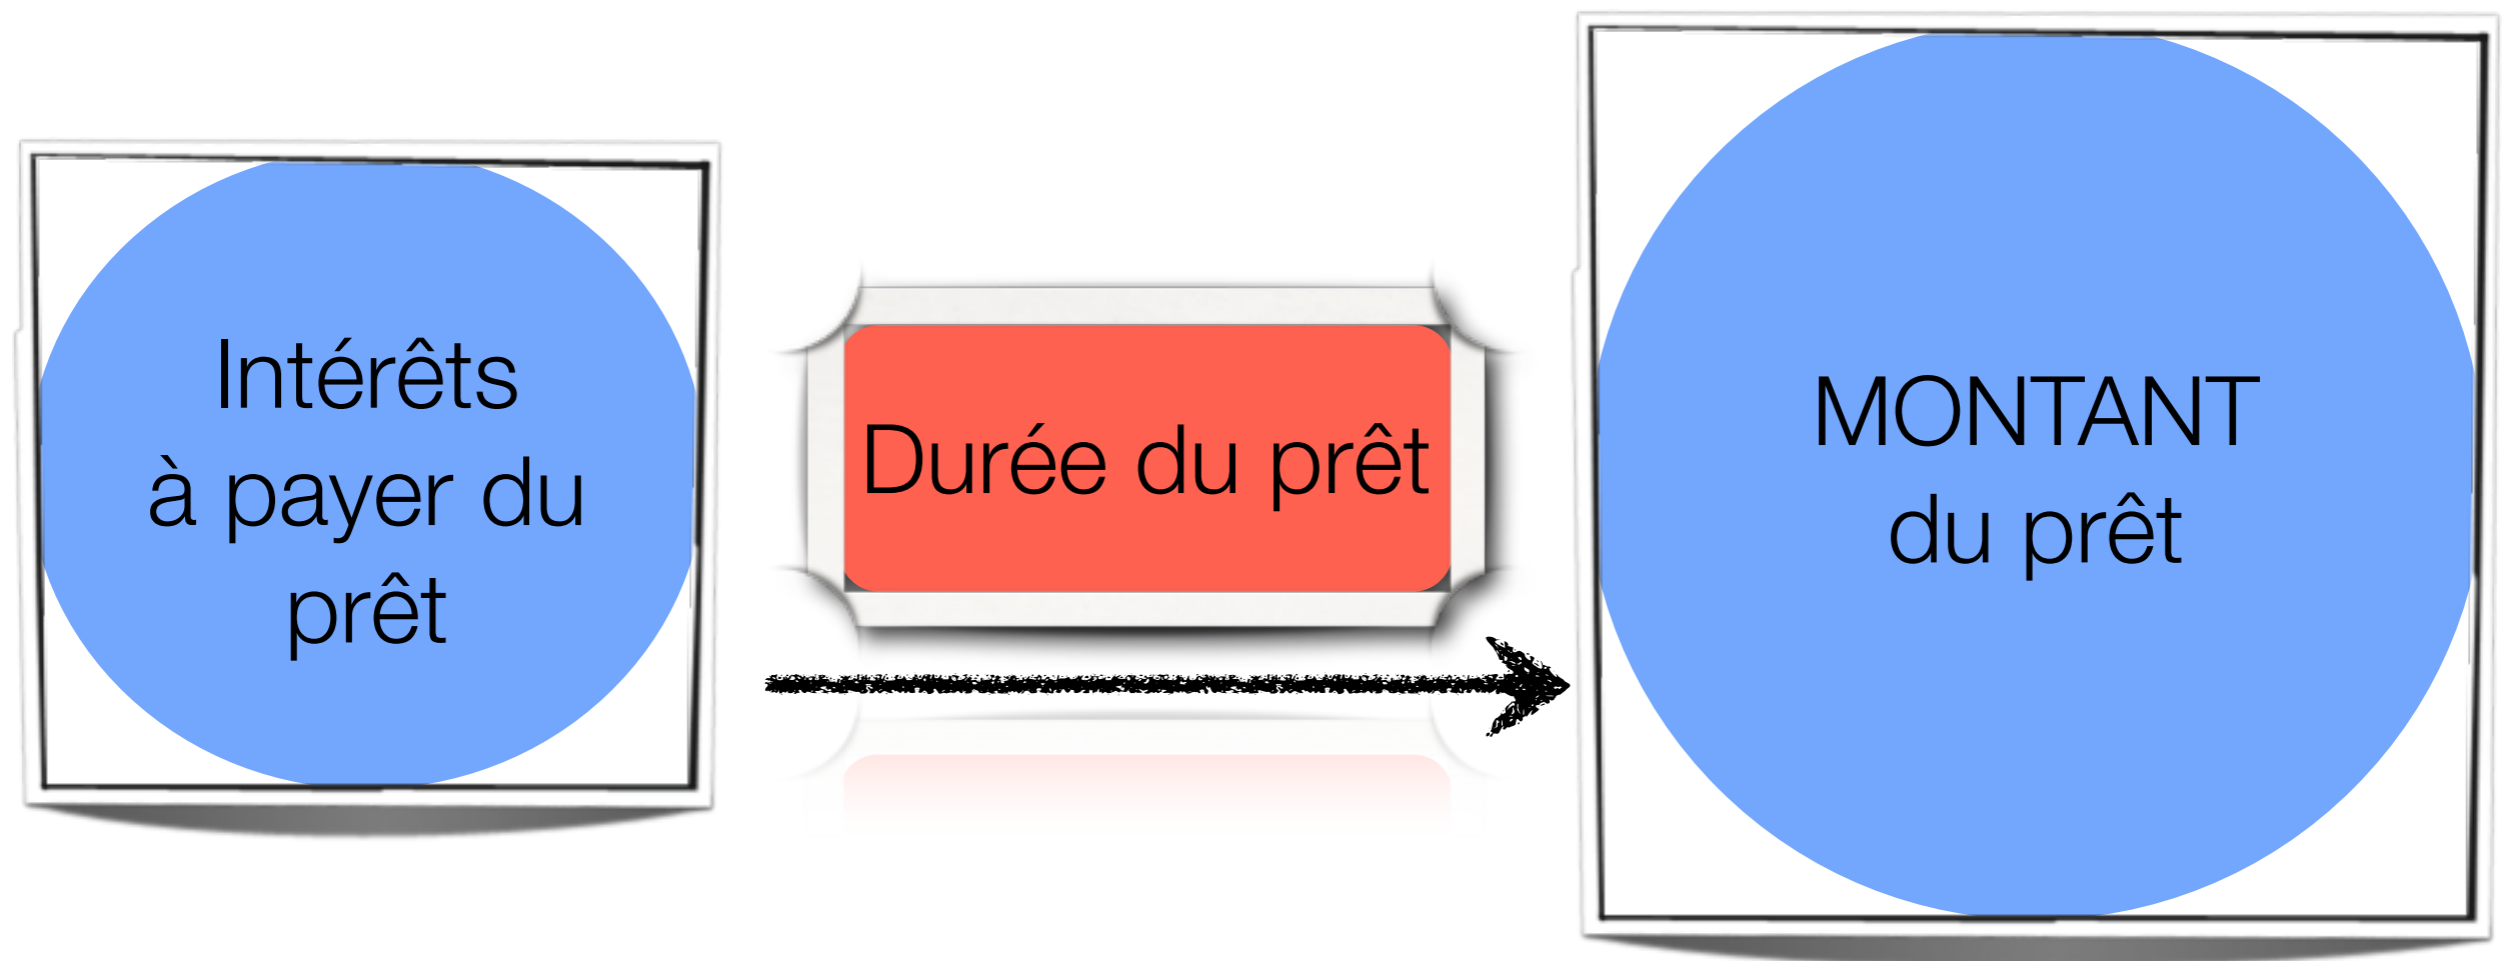 Intérêts
à payer du
prêt
Durée du prêt
MONTANT
du prêt